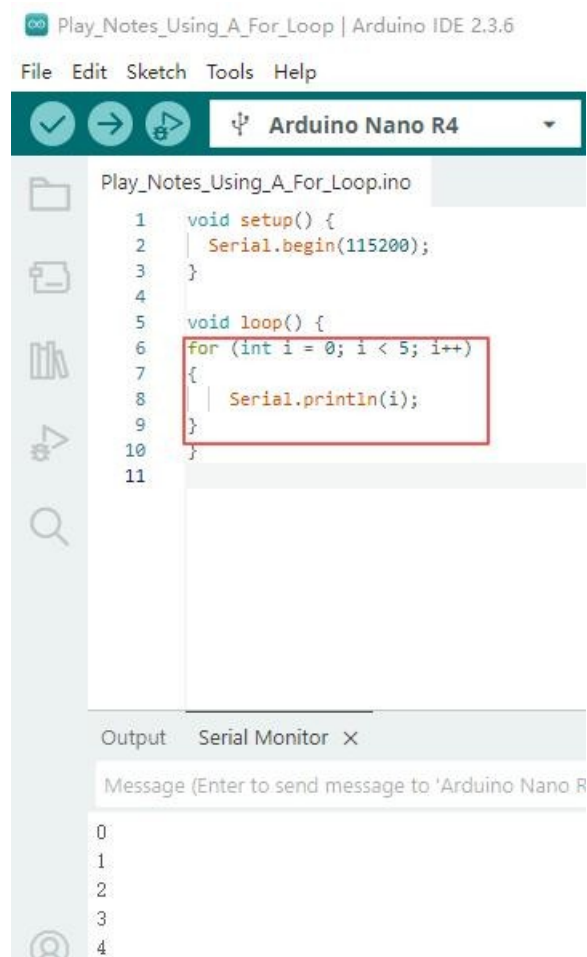 Play_Notes_Using_A_For_Loop | Arduino IDE 2.3.6
File Edit Sketch Tools Help
Arduino Nano R4
Play_Notes_Using_A_For_Loop.ino
1 void setup() {
2 Serial.begin(115200);
3 }
4
5 void loop() {
6 for (int i = 0; i < 5; i++)
7 {
8 Serial.println(i);
9 }
10 }
11
Output Serial Monitor ×
Message (Enter to send message to 'Arduino Nano R
0
1
2
3
4